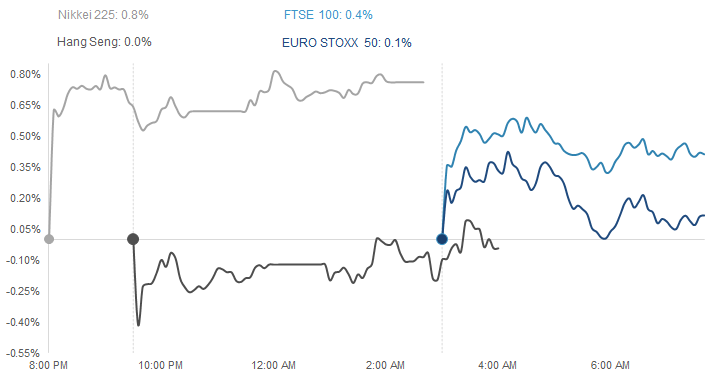 Nikkei 225: 0.8%
FTSE 100: 0.4%
Hang Seng: 0.0%
EURO STOXX 50: 0.1%
0.80%
0.65%
0.50%
0.35%
0.20%
0.05%
-0.10%
-0.25%
-0.40%
-0.55%
8:00 PM
10:00 PM
12:00 AM
2:00 AM
4:00 AM
6:00 AM